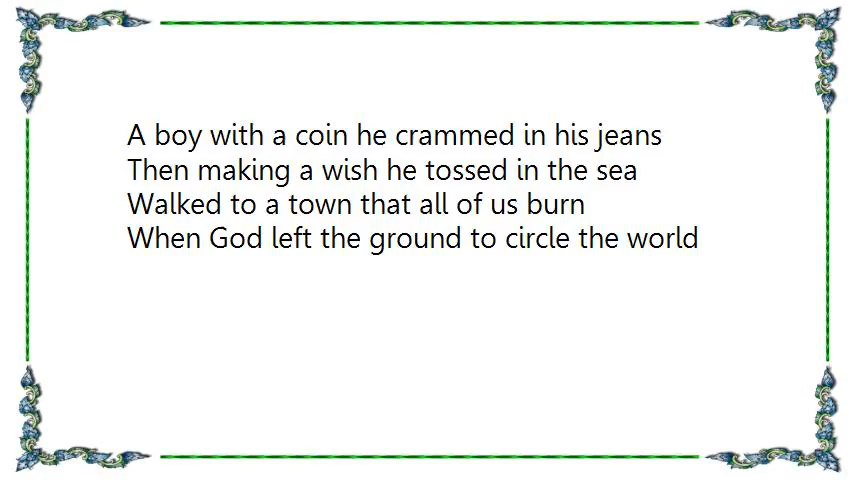 A boy with a coin he crammed in his jeans
Then making a wish he tossed in the sea
Walked to a town that all of us burn
When God left the ground to circle the world